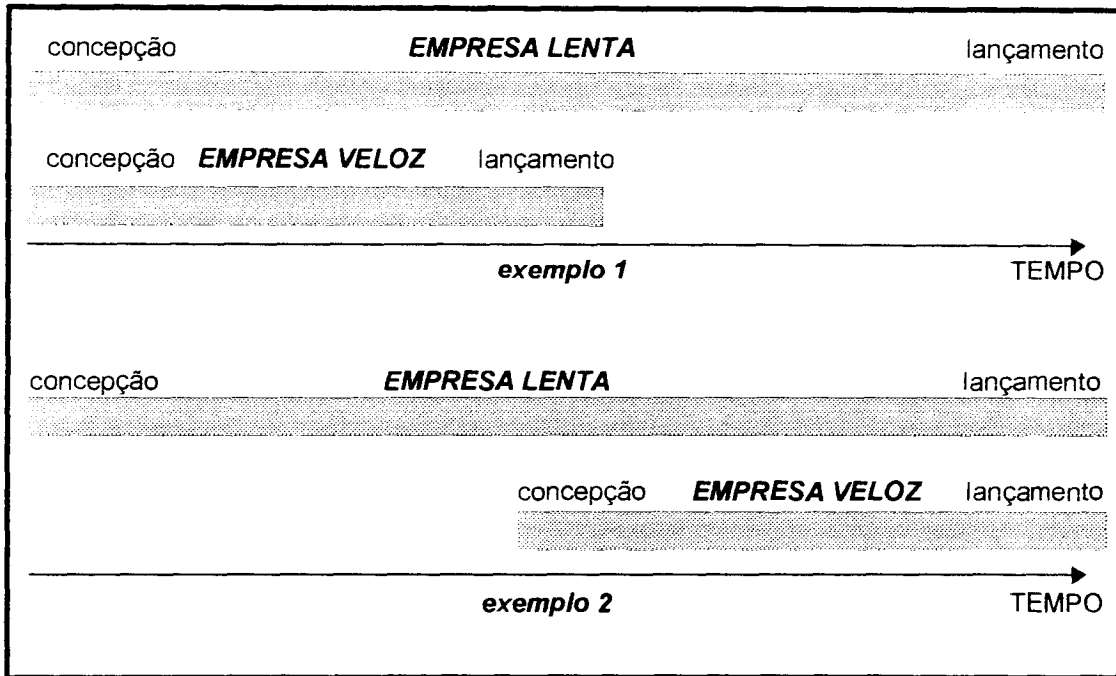 concepção EMPRESA LENTA lançamento
concepção EMPRESA VELOZ lançamento
exemplo 1 TEMPO
concepção EMPRESA LENTA lançamento
concepção EMPRESA VELOZ lançamento
exemplo 2 TEMPO